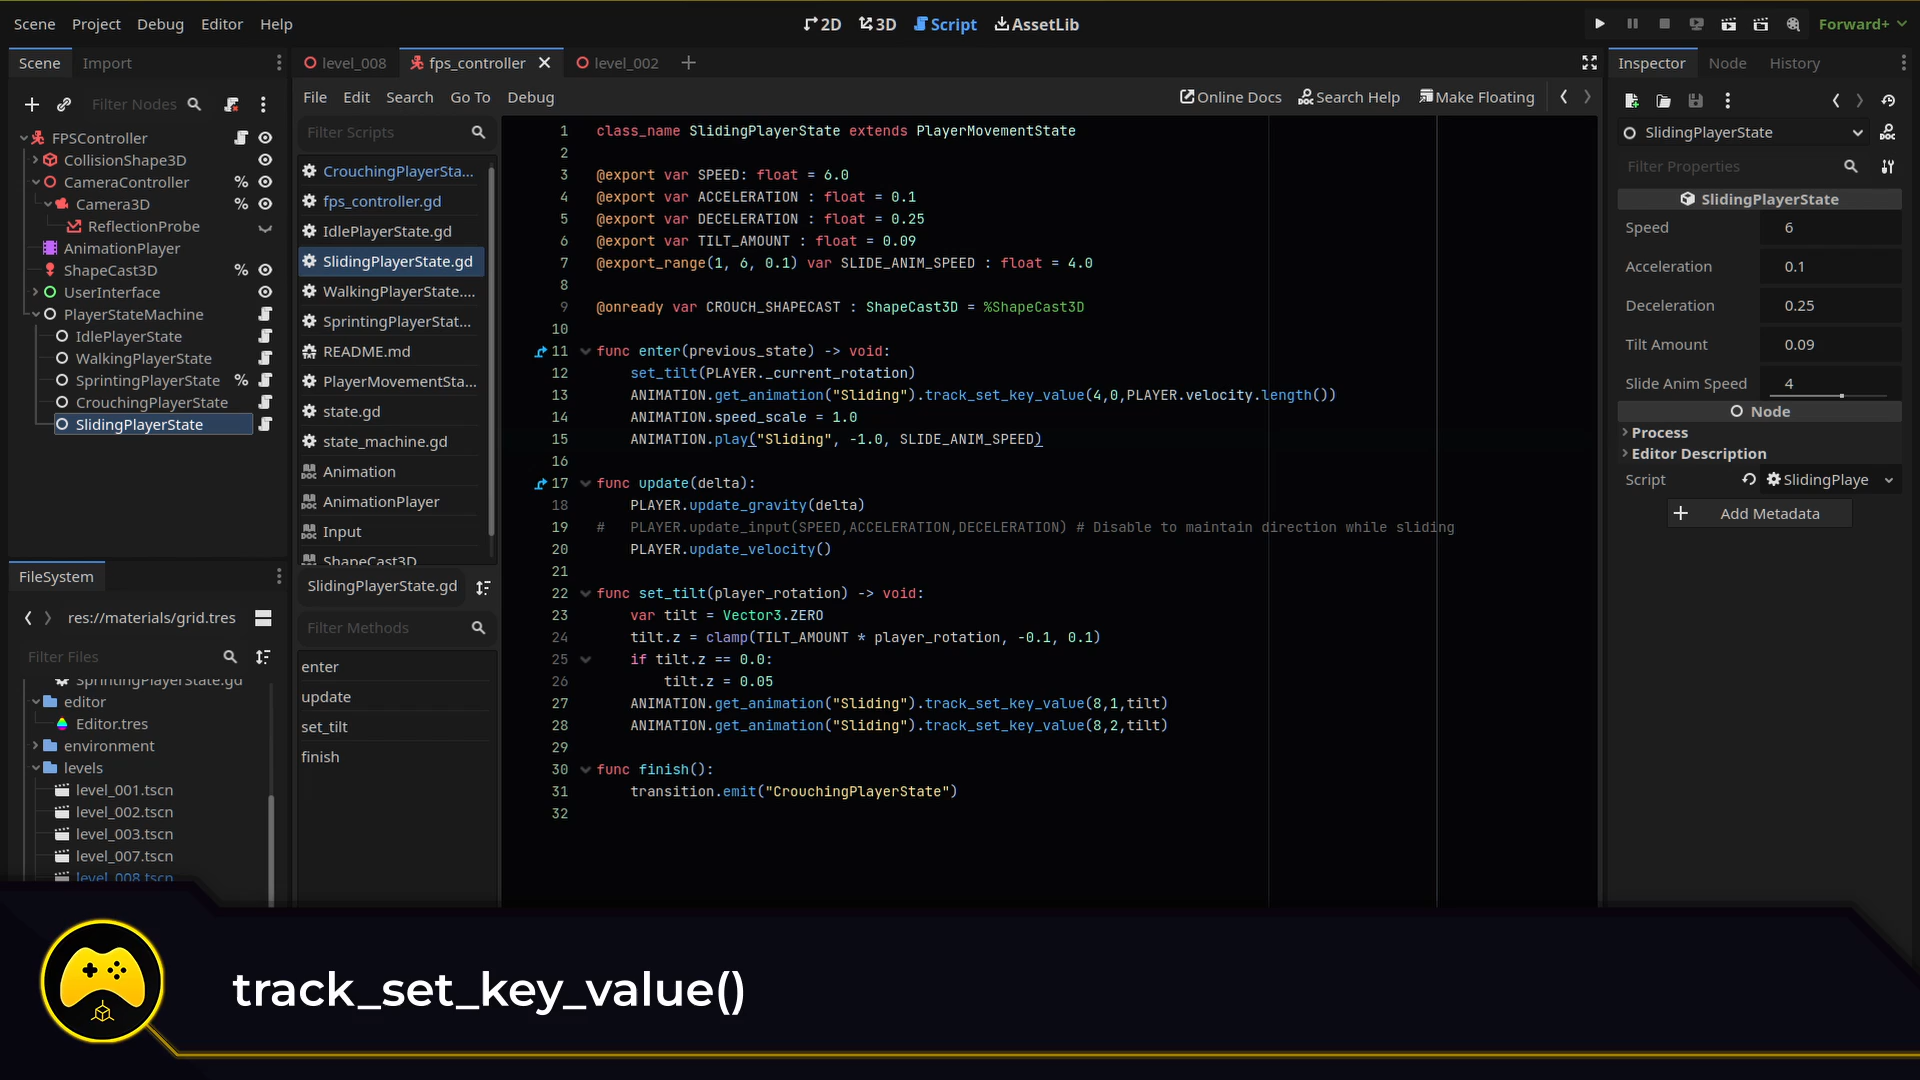 Scene Project Debug Editor Help
2D 3D Script AssetLib
Forward+
Scene Import
Filter Nodes
FPSController
CollisionShape3D
CameraController %
Camera3D %
ReflectionProbe
AnimationPlayer
ShapeCast3D %
UserInterface
PlayerStateMachine
IdlePlayerState
WalkingPlayerState
SprintingPlayerState %
CrouchingPlayerState
SlidingPlayerState
FileSystem
res://materials/grid.tres
Filter Files
SprintingPlayerState.gd
editor
Editor.tres
environment
levels
level_001.tscn
level_002.tscn
level_003.tscn
level_007.tscn
level_008.tscn
level_008 fps_controller level_002
File Edit Search Go To Debug
Online Docs Search Help Make Floating
Filter Scripts
CrouchingPlayerSta...
fps_controller.gd
IdlePlayerState.gd
SlidingPlayerState.gd
WalkingPlayerState....
SprintingPlayerStat...
README.md
PlayerMovementSta...
state.gd
state_machine.gd
Animation
AnimationPlayer
Input
ShapeCast3D
SlidingPlayerState.gd
Filter Methods
enter
update
set_tilt
finish
1 class_name SlidingPlayerState extends PlayerMovementState
2
3 @export var SPEED: float = 6.0
4 @export var ACCELERATION : float = 0.1
5 @export var DECELERATION : float = 0.25
6 @export var TILT_AMOUNT : float = 0.09
7 @export_range(1, 6, 0.1) var SLIDE_ANIM_SPEED : float = 4.0
8
9 @onready var CROUCH_SHAPECAST : ShapeCast3D = %ShapeCast3D
10
11 func enter(previous_state) -> void:
12 set_tilt(PLAYER._current_rotation)
13 ANIMATION.get_animation("Sliding").track_set_key_value(4,0,PLAYER.velocity.length())
14 ANIMATION.speed_scale = 1.0
15 ANIMATION.play("Sliding", -1.0, SLIDE_ANIM_SPEED)
16
17 func update(delta):
18 PLAYER.update_gravity(delta)
19 # PLAYER.update_input(SPEED,ACCELERATION,DECELERATION) # Disable to maintain direction while sliding
20 PLAYER.update_velocity()
21
22 func set_tilt(player_rotation) -> void:
23 var tilt = Vector3.ZERO
24 tilt.z = clamp(TILT_AMOUNT * player_rotation, -0.1, 0.1)
25 if tilt.z == 0.0:
26 tilt.z = 0.05
27 ANIMATION.get_animation("Sliding").track_set_key_value(8,1,tilt)
28 ANIMATION.get_animation("Sliding").track_set_key_value(8,2,tilt)
29
30 func finish():
31 transition.emit("CrouchingPlayerState")
32
Inspector Node History
SlidingPlayerState
Filter Properties
SlidingPlayerState
Speed 6
Acceleration 0.1
Deceleration 0.25
Tilt Amount 0.09
Slide Anim Speed 4
Node
Process
Editor Description
Script SlidingPlaye
Add Metadata
track_set_key_value()